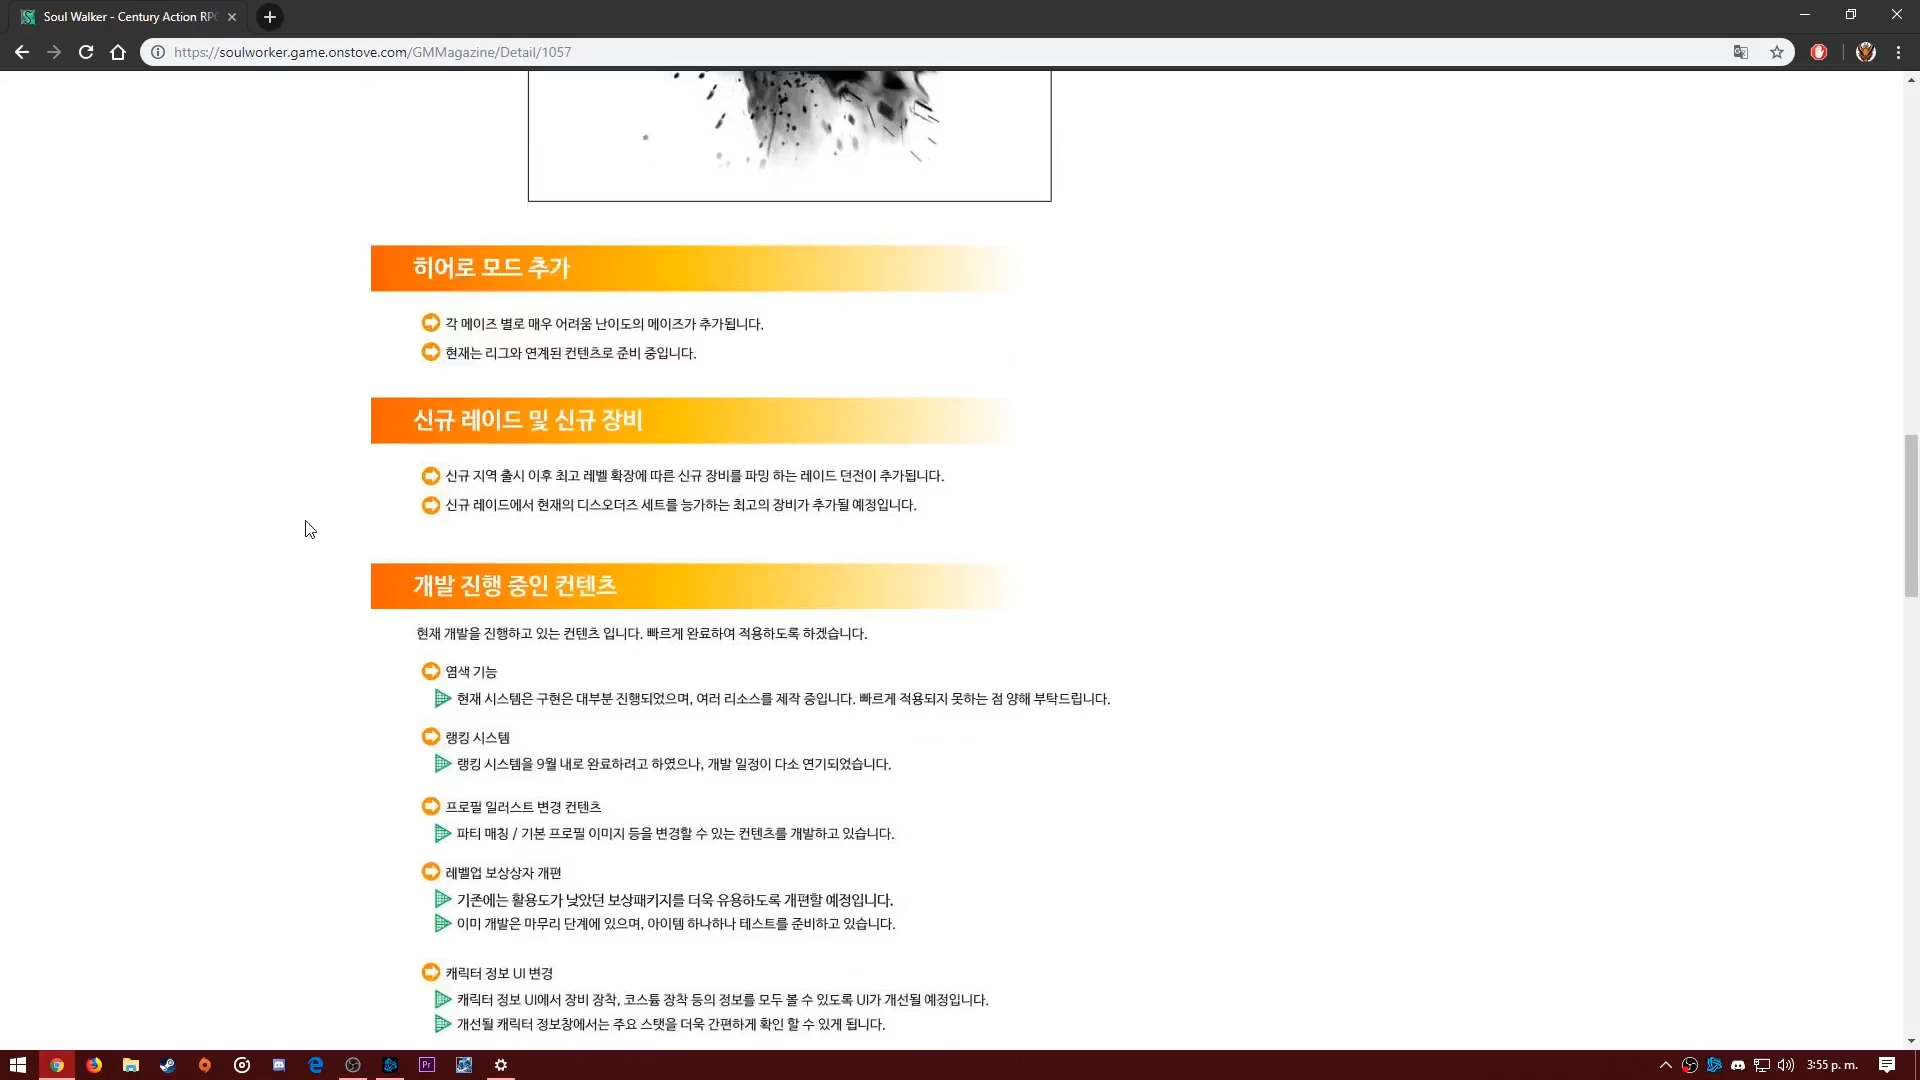 Soul Walker - Century Action RPG
https://soulworker.game.onstove.com/GMMagazine/Detail/1057
히어로 모드 추가
각 메이즈 별로 매우 어려움 난이도의 메이즈가 추가됩니다.
현재는 리그와 연계된 컨텐츠로 준비 중입니다.
신규 레이드 및 신규 장비
신규 지역 출시 이후 최고 레벨 확장에 따른 신규 장비를 파밍 하는 레이드 던전이 추가됩니다.
신규 레이드에서 현재의 디스오더즈 세트를 능가하는 최고의 장비가 추가될 예정입니다.
개발 진행 중인 컨텐츠
현재 개발을 진행하고 있는 컨텐츠 입니다. 빠르게 완료하여 적용하도록 하겠습니다.
염색 기능
현재 시스템은 구현은 대부분 진행되었으며, 여러 리소스를 제작 중입니다. 빠르게 적용되지 못하는 점 양해 부탁드립니다.
랭킹 시스템
랭킹 시스템을 9월 내로 완료하려고 하였으나, 개발 일정이 다소 연기되었습니다.
프로필 일러스트 변경 컨텐츠
파티 매칭 / 기본 프로필 이미지 등을 변경할 수 있는 컨텐츠를 개발하고 있습니다.
레벨업 보상상자 개편
기존에는 활용도가 낮았던 보상패키지를 더욱 유용하도록 개편할 예정입니다.
이미 개발은 마무리 단계에 있으며, 아이템 하나하나 테스트를 준비하고 있습니다.
캐릭터 정보 UI 변경
캐릭터 정보 UI에서 장비 장착, 코스튬 장착 등의 정보를 모두 볼 수 있도록 UI가 개선될 예정입니다.
개선될 캐릭터 정보창에서는 주요 스탯을 더욱 간편하게 확인 할 수 있게 됩니다.
Pr
3:55 p. m.